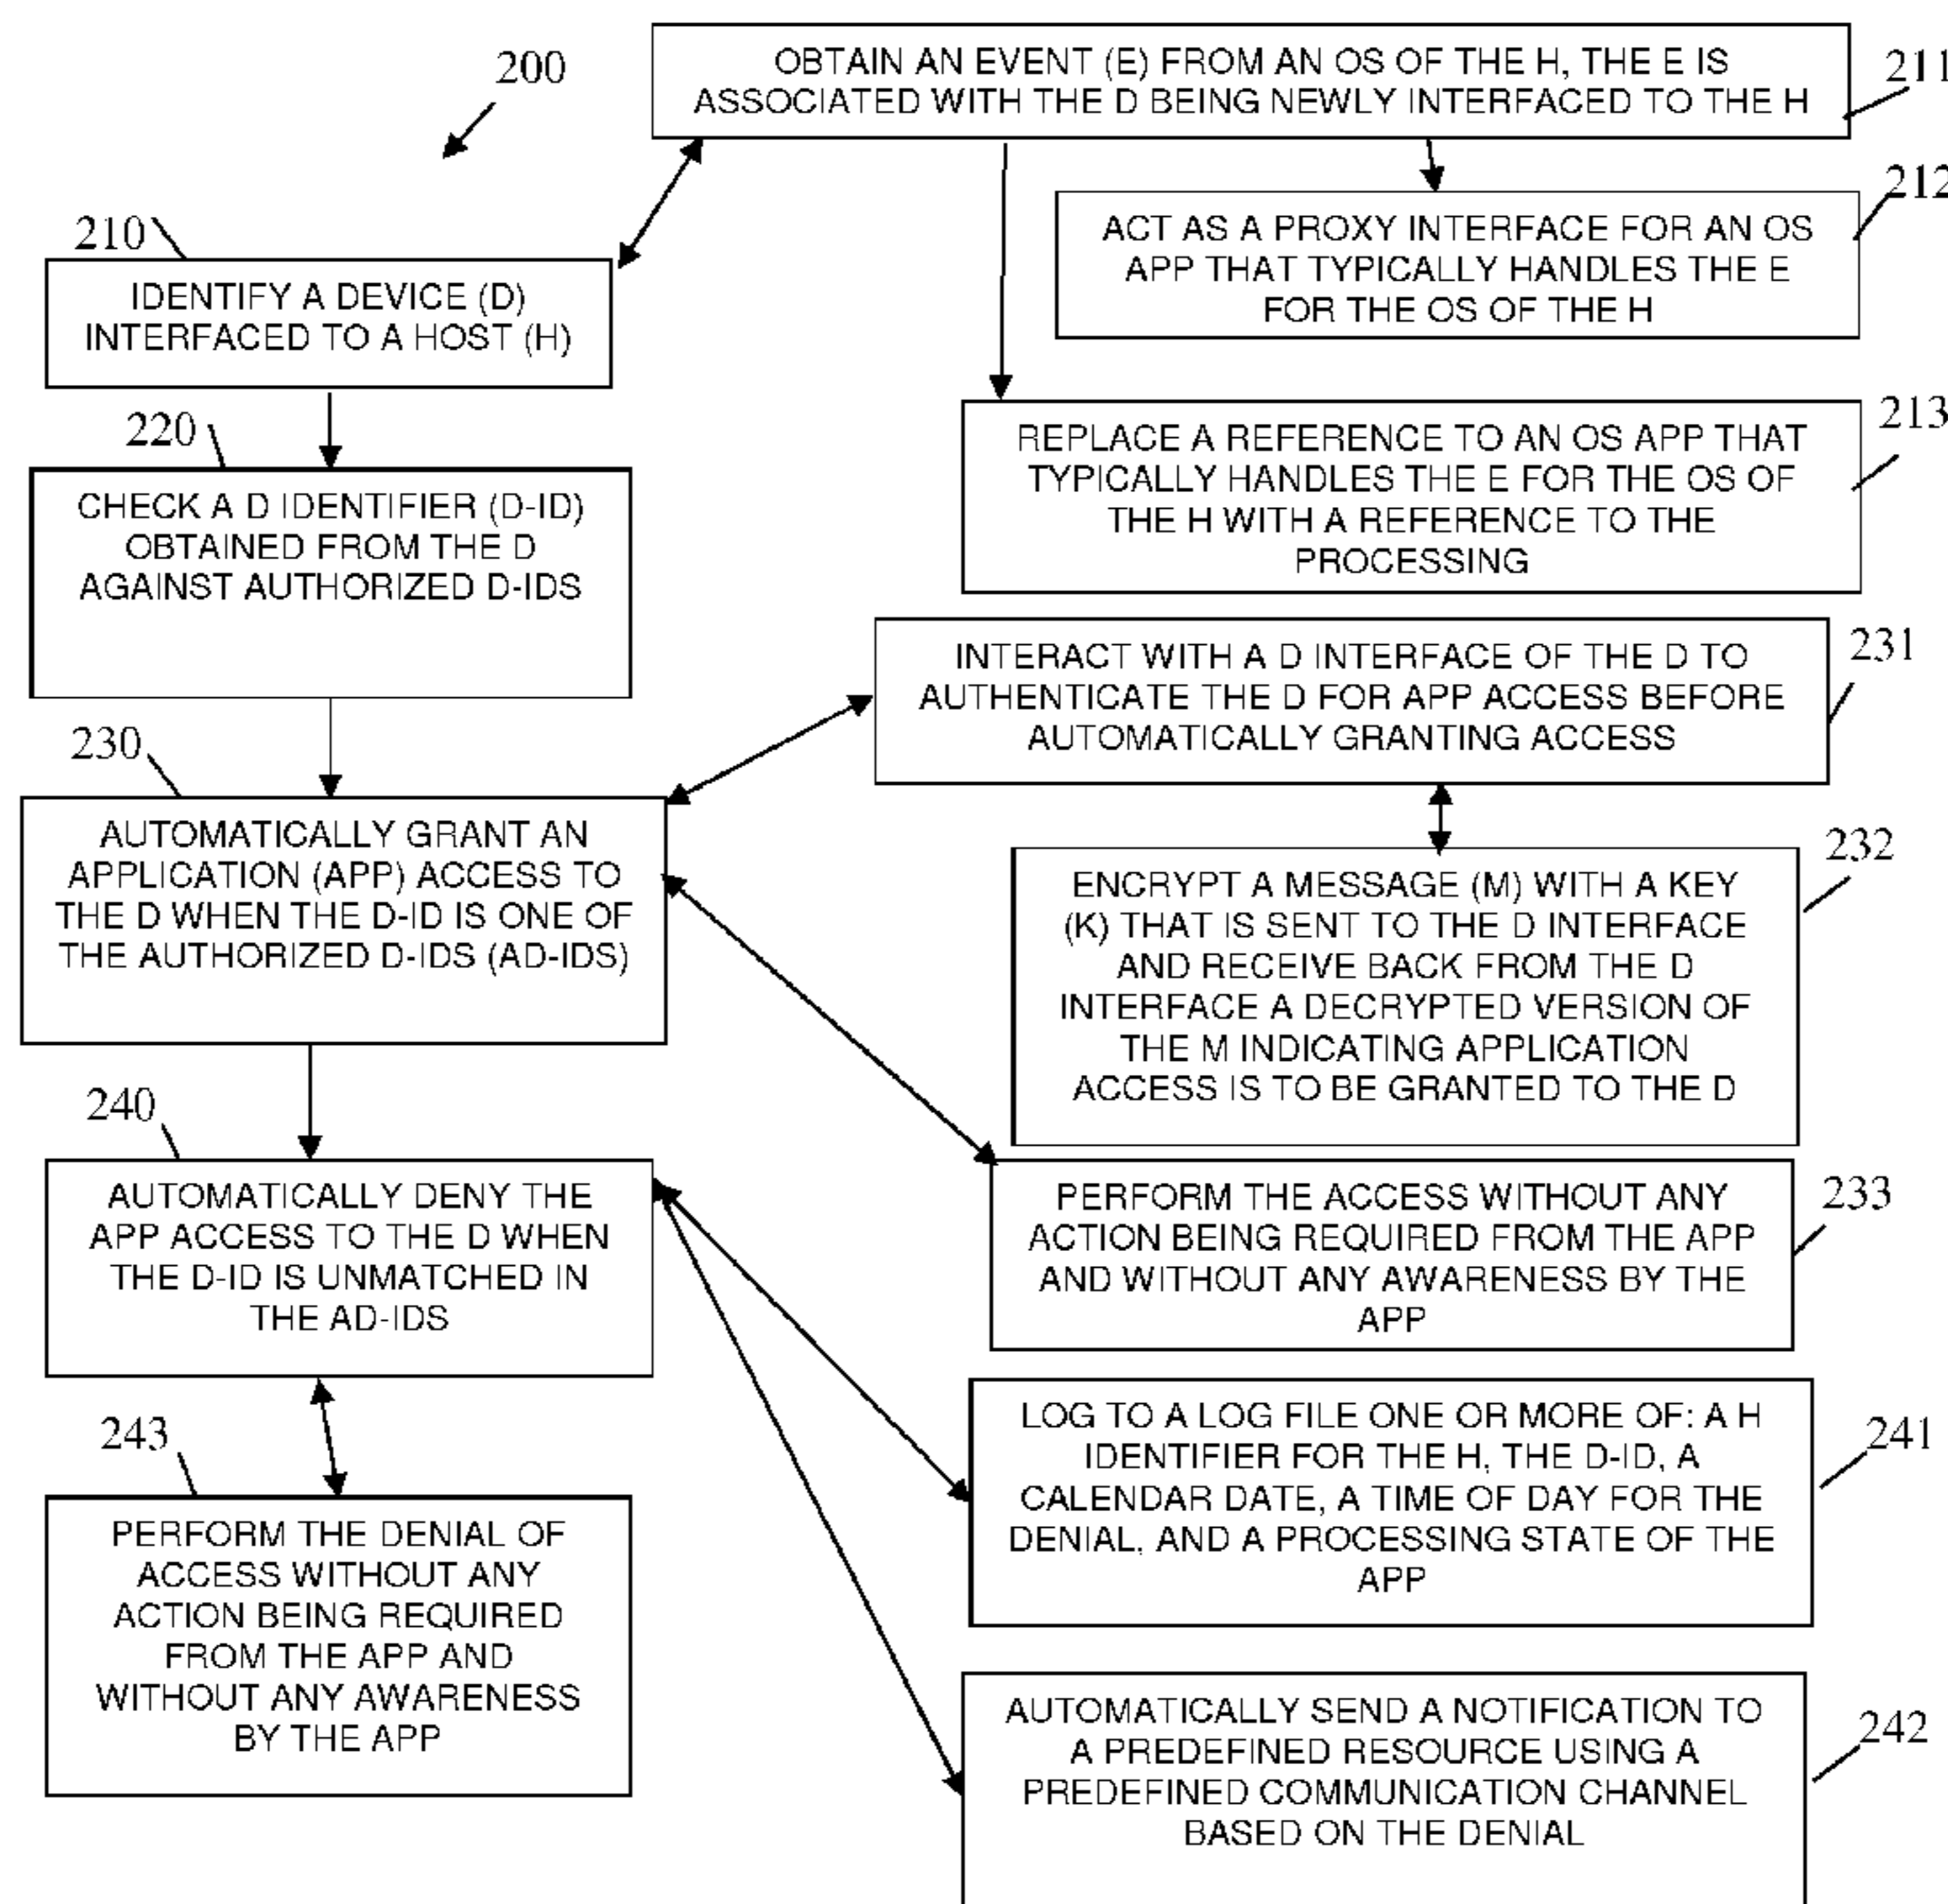 200
OBTAIN AN EVENT (E) FROM AN OS OF THE H, THE E IS
ASSOCIATED WITH THE D BEING NEWLY INTERFACED TO THE H
211
212
ACT AS A PROXY INTERFACE FOR AN OS
APP THAT TYPICALLY HANDLES THE E
FOR THE OS OF THE H
210
IDENTIFY A DEVICE (D)
INTERFACED TO A HOST (H)
213
REPLACE A REFERENCE TO AN OS APP THAT
TYPICALLY HANDLES THE E FOR THE OS OF
THE H WITH A REFERENCE TO THE
PROCESSING
220
CHECK A D IDENTIFIER (D-ID)
OBTAINED FROM THE D
AGAINST AUTHORIZED D-IDS
231
INTERACT WITH A D INTERFACE OF THE D TO
AUTHENTICATE THE D FOR APP ACCESS BEFORE
AUTOMATICALLY GRANTING ACCESS
230
AUTOMATICALLY GRANT AN
APPLICATION (APP) ACCESS TO
THE D WHEN THE D-ID IS ONE OF
THE AUTHORIZED D-IDS (AD-IDS)
232
ENCRYPT A MESSAGE (M) WITH A KEY
(K) THAT IS SENT TO THE D INTERFACE
AND RECEIVE BACK FROM THE D
INTERFACE A DECRYPTED VERSION OF
THE M INDICATING APPLICATION
ACCESS IS TO BE GRANTED TO THE D
240
AUTOMATICALLY DENY THE
APP ACCESS TO THE D WHEN
THE D-ID IS UNMATCHED IN
THE AD-IDS
233
PERFORM THE ACCESS WITHOUT ANY
ACTION BEING REQUIRED FROM THE APP
AND WITHOUT ANY AWARENESS BY THE
APP
241
LOG TO A LOG FILE ONE OR MORE OF: A H
IDENTIFIER FOR THE H, THE D-ID, A
CALENDAR DATE, A TIME OF DAY FOR THE
DENIAL, AND A PROCESSING STATE OF THE
APP
243
PERFORM THE DENIAL OF
ACCESS WITHOUT ANY
ACTION BEING REQUIRED
FROM THE APP AND
WITHOUT ANY AWARENESS
BY THE APP
242
AUTOMATICALLY SEND A NOTIFICATION TO
A PREDEFINED RESOURCE USING A
PREDEFINED COMMUNICATION CHANNEL
BASED ON THE DENIAL